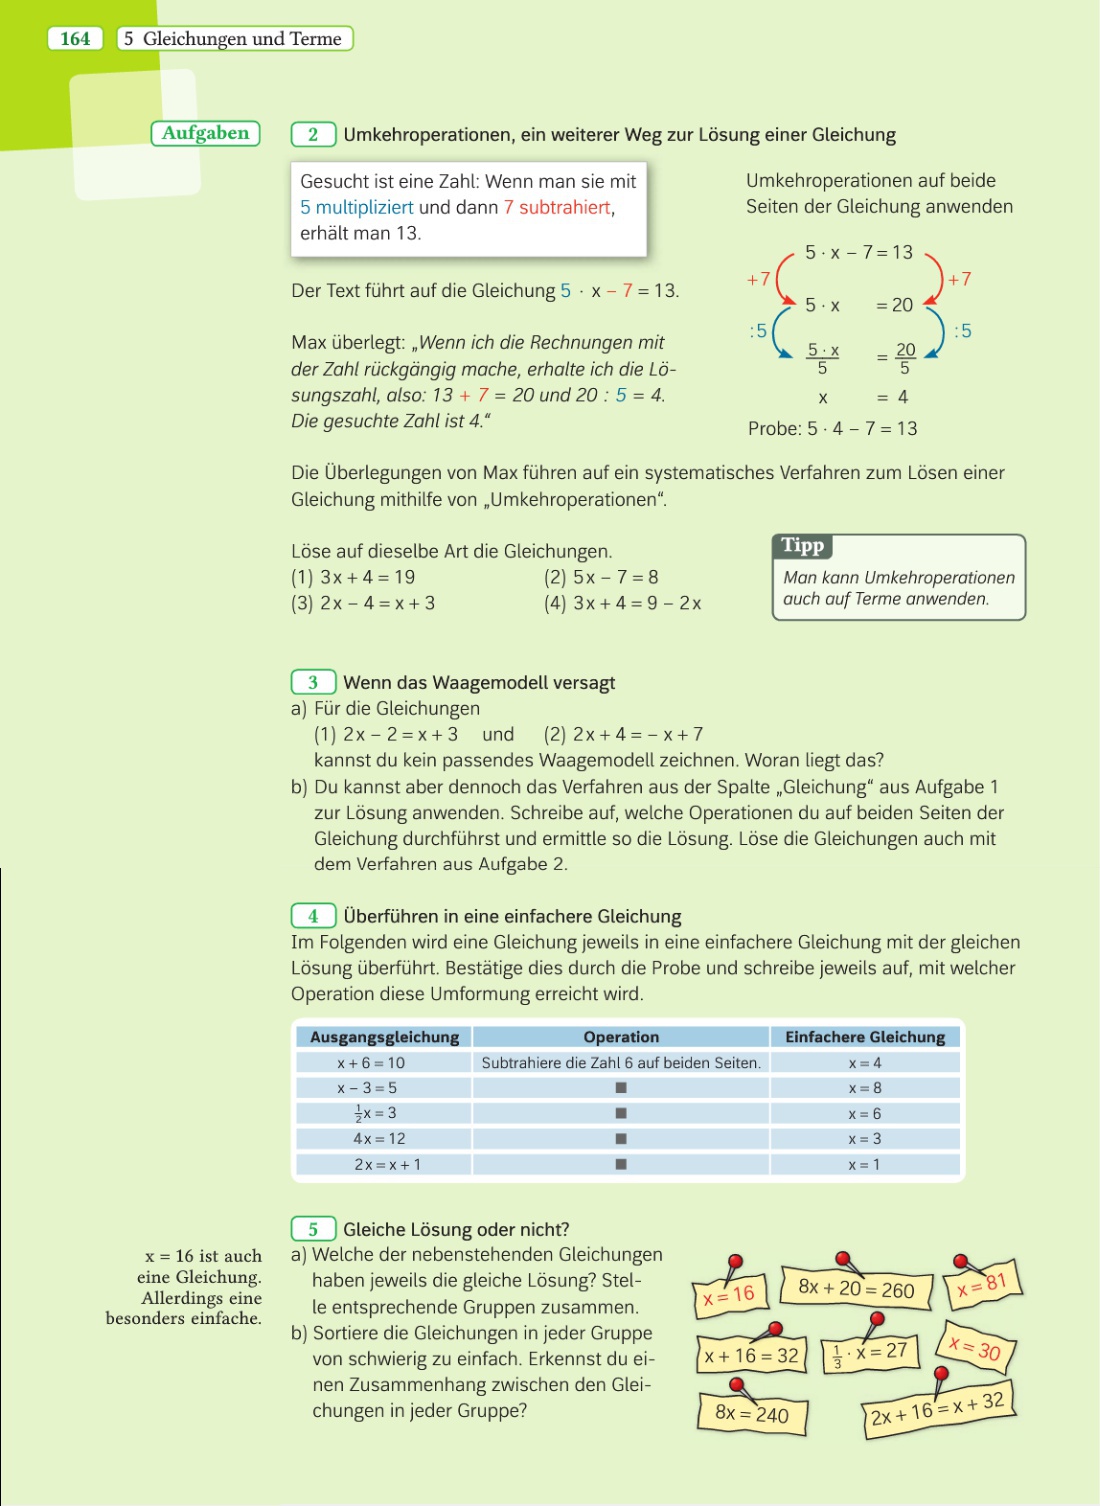 164
5 Gleichungen und Terme
Aufgaben
2 Umkehroperationen, ein weiterer Weg zur Lösung einer Gleichung
Gesucht ist eine Zahl: Wenn man sie mit
5 multipliziert und dann 7 subtrahiert,
erhält man 13.
Der Text führt auf die Gleichung 5 · x – 7 = 13.
Max überlegt: „Wenn ich die Rechnungen mit
der Zahl rückgängig mache, erhalte ich die Lö-
sungszahl, also: 13 + 7 = 20 und 20 : 5 = 4.
Die gesuchte Zahl ist 4.“
Umkehroperationen auf beide
Seiten der Gleichung anwenden
5 · x – 7 = 13
+7 +7
5 · x = 20
:5 :5
5 · x / 5 = 20 / 5
x = 4
Probe: 5 · 4 – 7 = 13
Die Überlegungen von Max führen auf ein systematisches Verfahren zum Lösen einer
Gleichung mithilfe von „Umkehroperationen“.
Löse auf dieselbe Art die Gleichungen.
(1) 3x + 4 = 19 (2) 5x – 7 = 8
(3) 2x – 4 = x + 3 (4) 3x + 4 = 9 – 2x
Tipp
Man kann Umkehroperationen
auch auf Terme anwenden.
3 Wenn das Waagemodell versagt
a) Für die Gleichungen
(1) 2x – 2 = x + 3 und (2) 2x + 4 = – x + 7
kannst du kein passendes Waagemodell zeichnen. Woran liegt das?
b) Du kannst aber dennoch das Verfahren aus der Spalte „Gleichung“ aus Aufgabe 1
zur Lösung anwenden. Schreibe auf, welche Operationen du auf beiden Seiten der
Gleichung durchführst und ermittle so die Lösung. Löse die Gleichungen auch mit
dem Verfahren aus Aufgabe 2.
4 Überführen in eine einfachere Gleichung
Im Folgenden wird eine Gleichung jeweils in eine einfachere Gleichung mit der gleichen
Lösung überführt. Bestätige dies durch die Probe und schreibe jeweils auf, mit welcher
Operation diese Umformung erreicht wird.
Ausgangsgleichung Operation Einfachere Gleichung
x + 6 = 10 Subtrahiere die Zahl 6 auf beiden Seiten. x = 4
x – 3 = 5 ■ x = 8
½x = 3 ■ x = 6
4x = 12 ■ x = 3
2x = x + 1 ■ x = 1
5 Gleiche Lösung oder nicht?
x = 16 ist auch
eine Gleichung.
Allerdings eine
besonders einfache.
a) Welche der nebenstehenden Gleichungen
haben jeweils die gleiche Lösung? Stel-
le entsprechende Gruppen zusammen.
b) Sortiere die Gleichungen in jeder Gruppe
von schwierig zu einfach. Erkennst du ei-
nen Zusammenhang zwischen den Glei-
chungen in jeder Gruppe?
x = 16
8x + 20 = 260
x = 81
x + 16 = 32
⅓ · x = 27
x = 30
8x = 240
2x + 16 = x + 32